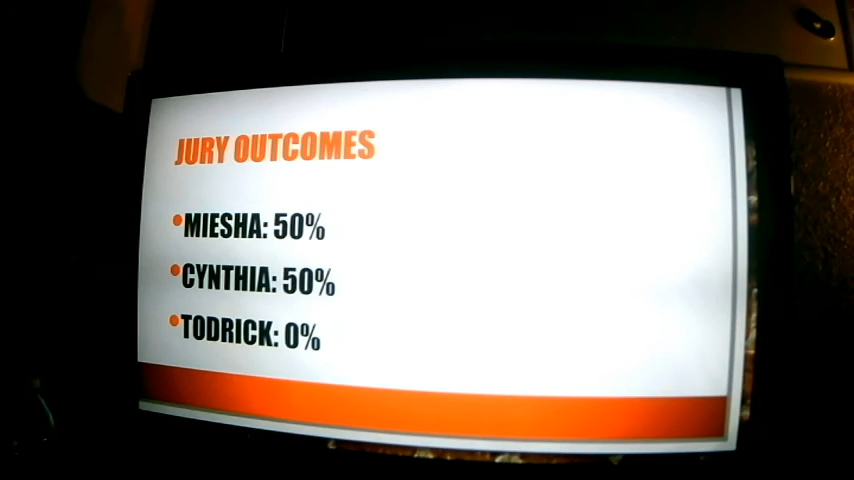 JURY OUTCOMES
•MIESHA: 50%
•CYNTHIA: 50%
•TODRICK: 0%